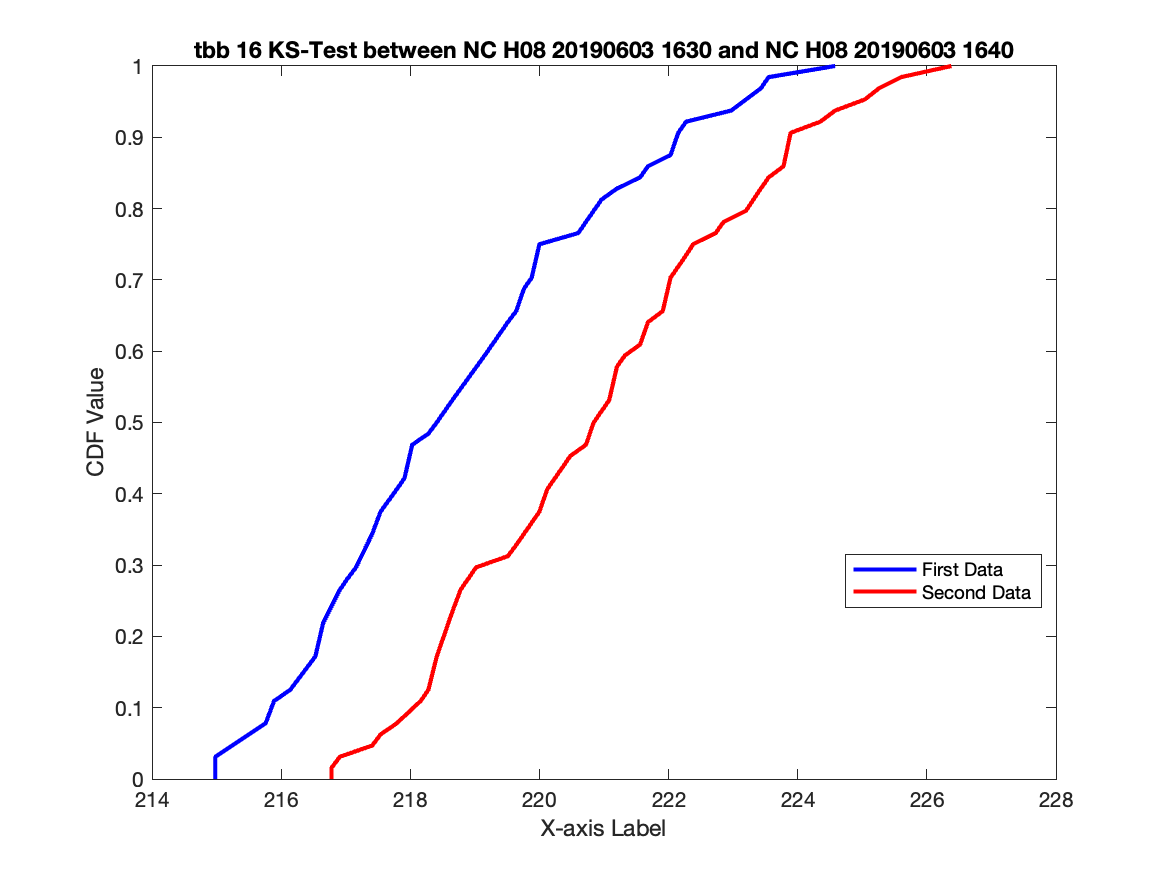 tbb 16 KS-Test between NC H08 20190603 1630 and NC H08 20190603 1640
1
0.9
0.8
0.7
0.6
0.5
0.4
0.3
0.2
0.1
0
CDF Value
First Data
Second Data
214 216 218 220 222 224 226 228
X-axis Label